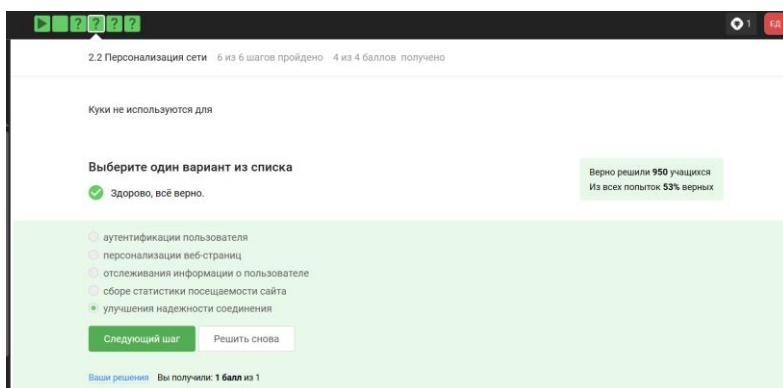 ? ? ? ?
1
ЕД
2.2 Персонализация сети 6 из 6 шагов пройдено 4 из 4 баллов получено
Куки не используются для
Выберите один вариант из списка
Здорово, всё верно.
Верно решили 950 учащихся
Из всех попыток 53% верных
аутентификации пользователя
персонализации веб-страниц
отслеживания информации о пользователе
сборе статистики посещаемости сайта
улучшения надежности соединения
Следующий шаг Решить снова
Ваши решения Вы получили: 1 балл из 1